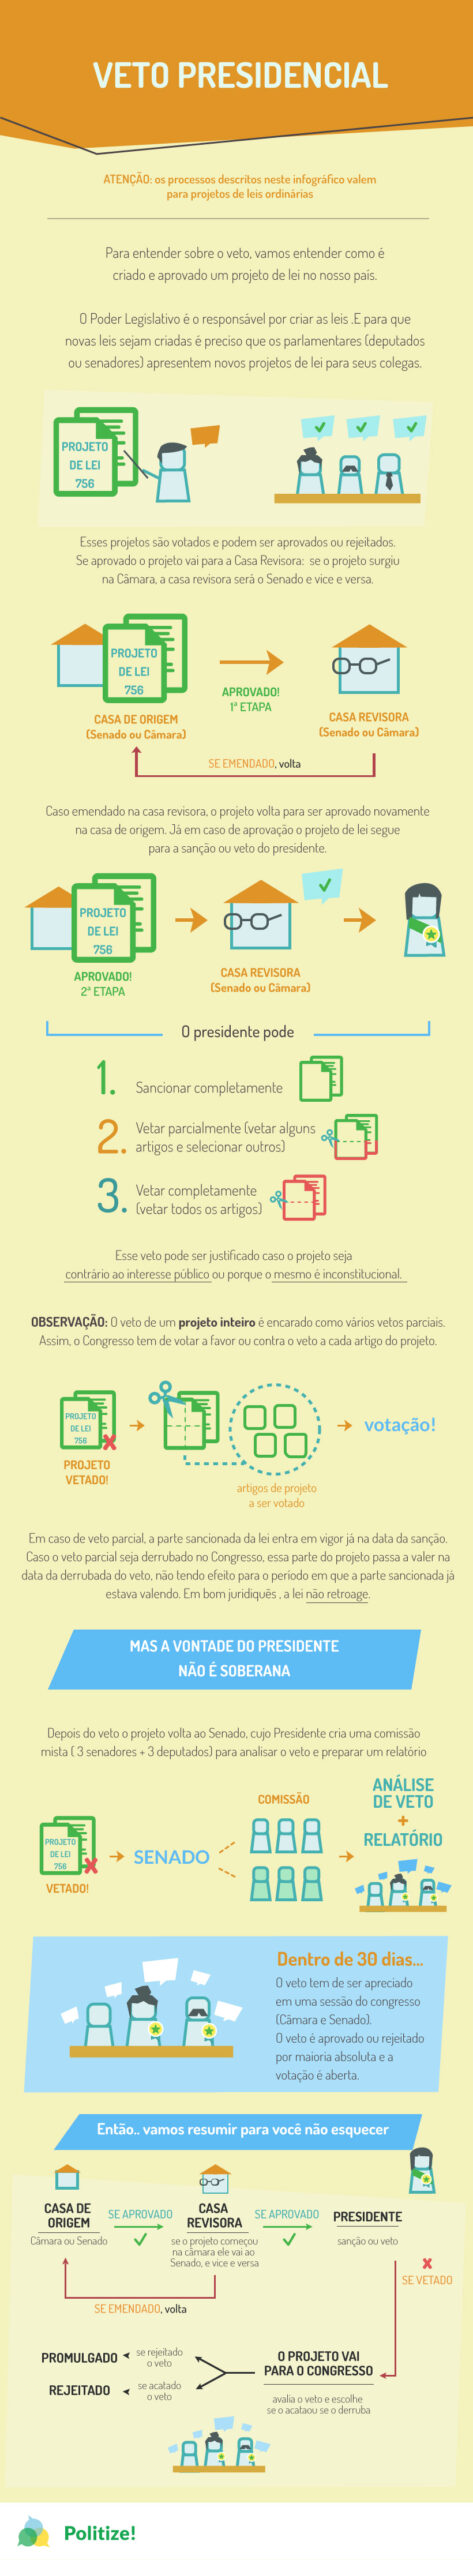 VETO PRESIDENCIAL
ATENÇÃO: os processos descritos neste infográfico valem
para projetos de leis ordinárias
Para entender sobre o veto, vamos entender como é
criado e aprovado um projeto de lei no nosso país.
O Poder Legislativo é o responsável por criar as leis .E para que
novas leis sejam criadas é preciso que os parlamentares (deputados
ou senadores) apresentem novos projetos de lei para seus colegas.
PROJETO
DE LEI
756
Esses projetos são votados e podem ser aprovados ou rejeitados.
Se aprovado o projeto vai para a Casa Revisora: se o projeto surgiu
na Câmara, a casa revisora será o Senado e vice e versa.
PROJETO
DE LEI
756
APROVADO!
1ª ETAPA
CASA DE ORIGEM
(Senado ou Câmara)
CASA REVISORA
(Senado ou Câmara)
SE EMENDADO, volta
Caso emendado na casa revisora, o projeto volta para ser aprovado novamente
na casa de origem. Já em caso de aprovação o projeto de lei segue
para a sanção ou veto do presidente.
PROJETO
DE LEI
756
APROVADO!
2ª ETAPA
CASA REVISORA
(Senado ou Câmara)
O presidente pode
1. Sancionar completamente
2. Vetar parcialmente (vetar alguns
artigos e selecionar outros)
3. Vetar completamente
(vetar todos os artigos)
Esse veto pode ser justificado caso o projeto seja
contrário ao interesse público ou porque o mesmo é inconstitucional.
OBSERVAÇÃO: O veto de um projeto inteiro é encarado como vários vetos parciais.
Assim, o Congresso tem de votar a favor ou contra o veto a cada artigo do projeto.
PROJETO
DE LEI
756
PROJETO
VETADO!
votação!
artigos de projeto
a ser votado
Em caso de veto parcial, a parte sancionada da lei entra em vigor já na data da sanção.
Caso o veto parcial seja derrubado no Congresso, essa parte do projeto passa a valer na
data da derrubada do veto, não tendo efeito para o período em que a parte sancionada já
estava valendo. Em bom juridiquês , a lei não retroage.
MAS A VONTADE DO PRESIDENTE
NÃO É SOBERANA
Depois do veto o projeto volta ao Senado, cujo Presidente cria uma comissão
mista ( 3 senadores + 3 deputados) para analisar o veto e preparar um relatório
PROJETO
DE LEI
756
VETADO!
SENADO
COMISSÃO
ANÁLISE
DE VETO
+
RELATÓRIO
Dentro de 30 dias...
O veto tem de ser apreciado
em uma sessão do congresso
(Câmara e Senado).
O veto é aprovado ou rejeitado
por maioria absoluta e a
votação é aberta.
Então.. vamos resumir para você não esquecer
CASA DE
ORIGEM
Câmara ou Senado
SE APROVADO
CASA
REVISORA
se o projeto começou
na câmara ele vai ao
Senado, e vice e versa
SE APROVADO
PRESIDENTE
sanção ou veto
SE VETADO
SE EMENDADO, volta
PROMULGADO
se rejeitado
o veto
REJEITADO
se acatado
o veto
O PROJETO VAI
PARA O CONGRESSO
avalia o veto e escolhe
se o acataou se o derruba
Politize!